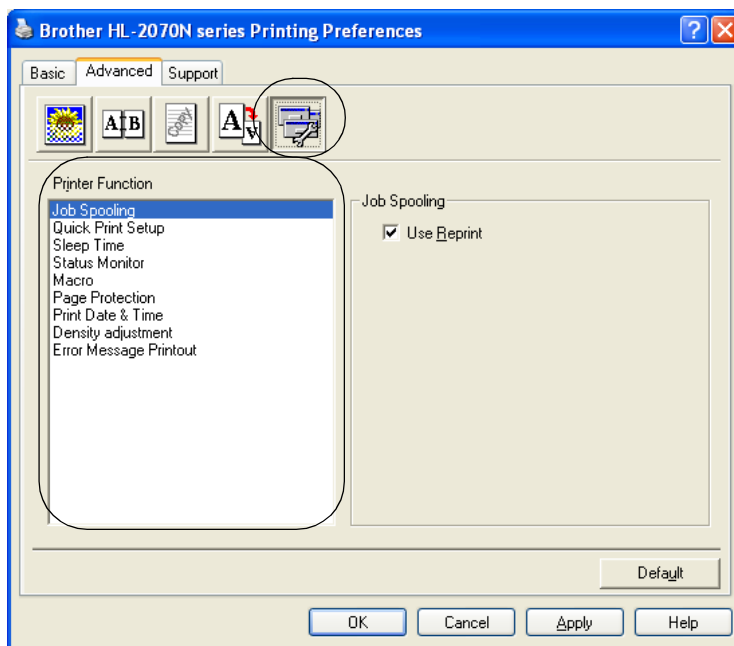 Brother HL-2070N series Printing Preferences
Basic Advanced Support
A B copy A A
Printer Function
Job Spooling
Quick Print Setup
Sleep Time
Status Monitor
Macro
Page Protection
Print Date & Time
Density adjustment
Error Message Printout
Job Spooling
Use Reprint
Default
OK Cancel Apply Help